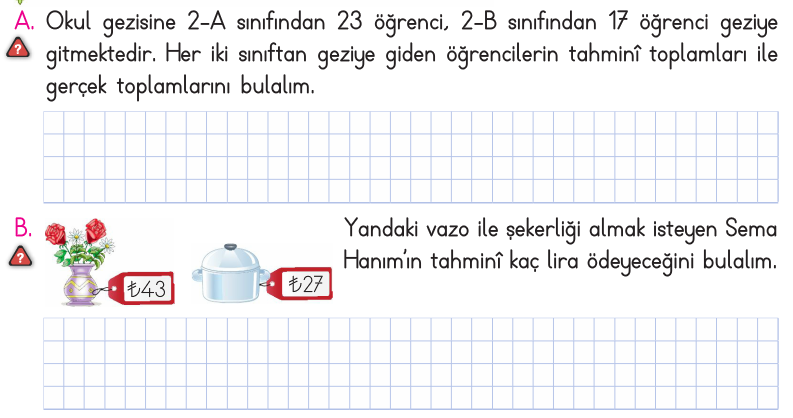 A. Okul gezisine 2-A sınıfından 23 öğrenci, 2-B sınıfından 17 öğrenci geziye
? gitmektedir. Her iki sınıftan geziye giden öğrencilerin tahminî toplamları ile
gerçek toplamlarını bulalım.
B. Yandaki vazo ile şekerliği almak isteyen Sema
? Hanım'ın tahminî kaç lira ödeyeceğini bulalım.
₺43
₺27